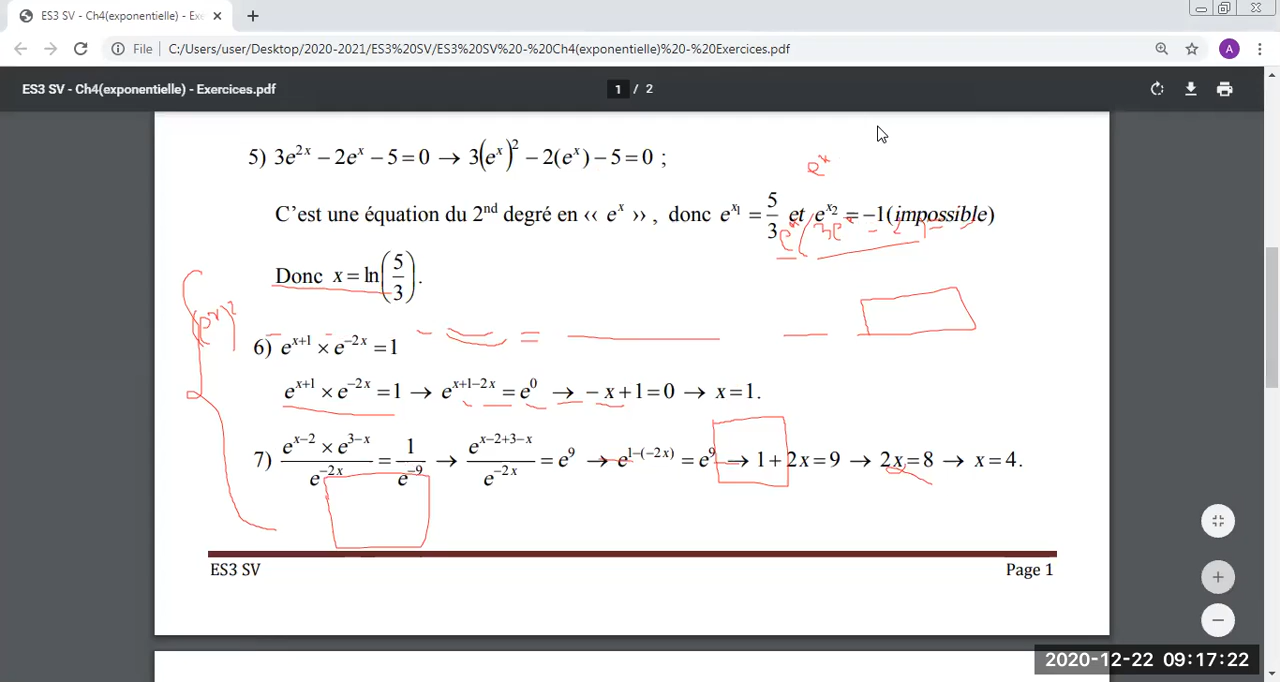 ES3 SV - Ch4(exponentielle) - Exe
File C:/Users/user/Desktop/2020-2021/ES3%20SV/ES3%20SV%20-%20Ch4(exponentielle)%20-%20Exercices.pdf A
ES3 SV - Ch4(exponentielle) - Exercices.pdf 1 / 2
5) 3e^{2x} − 2e^x − 5 = 0 → 3(e^x)^2 − 2(e^x) − 5 = 0 ;
e^x
C'est une équation du 2nd degré en ‹‹ e^x ›› , donc e^{x_1} = 5/3 et e^{x_2} = −1(impossible)
Donc x = ln(5/3).
6) e^{x+1} × e^{−2x} = 1
e^{x+1} × e^{−2x} = 1 → e^{x+1−2x} = e^0 → − x + 1 = 0 → x = 1.
7) (e^{x−2} × e^{3−x})/e^{−2x} = 1/e^{−9} → e^{x−2+3−x}/e^{−2x} = e^9 → e^{1−(−2x)} = e^9 → 1 + 2x = 9 → 2x = 8 → x = 4.
ES3 SV Page 1
2020-12-22 09:17:22